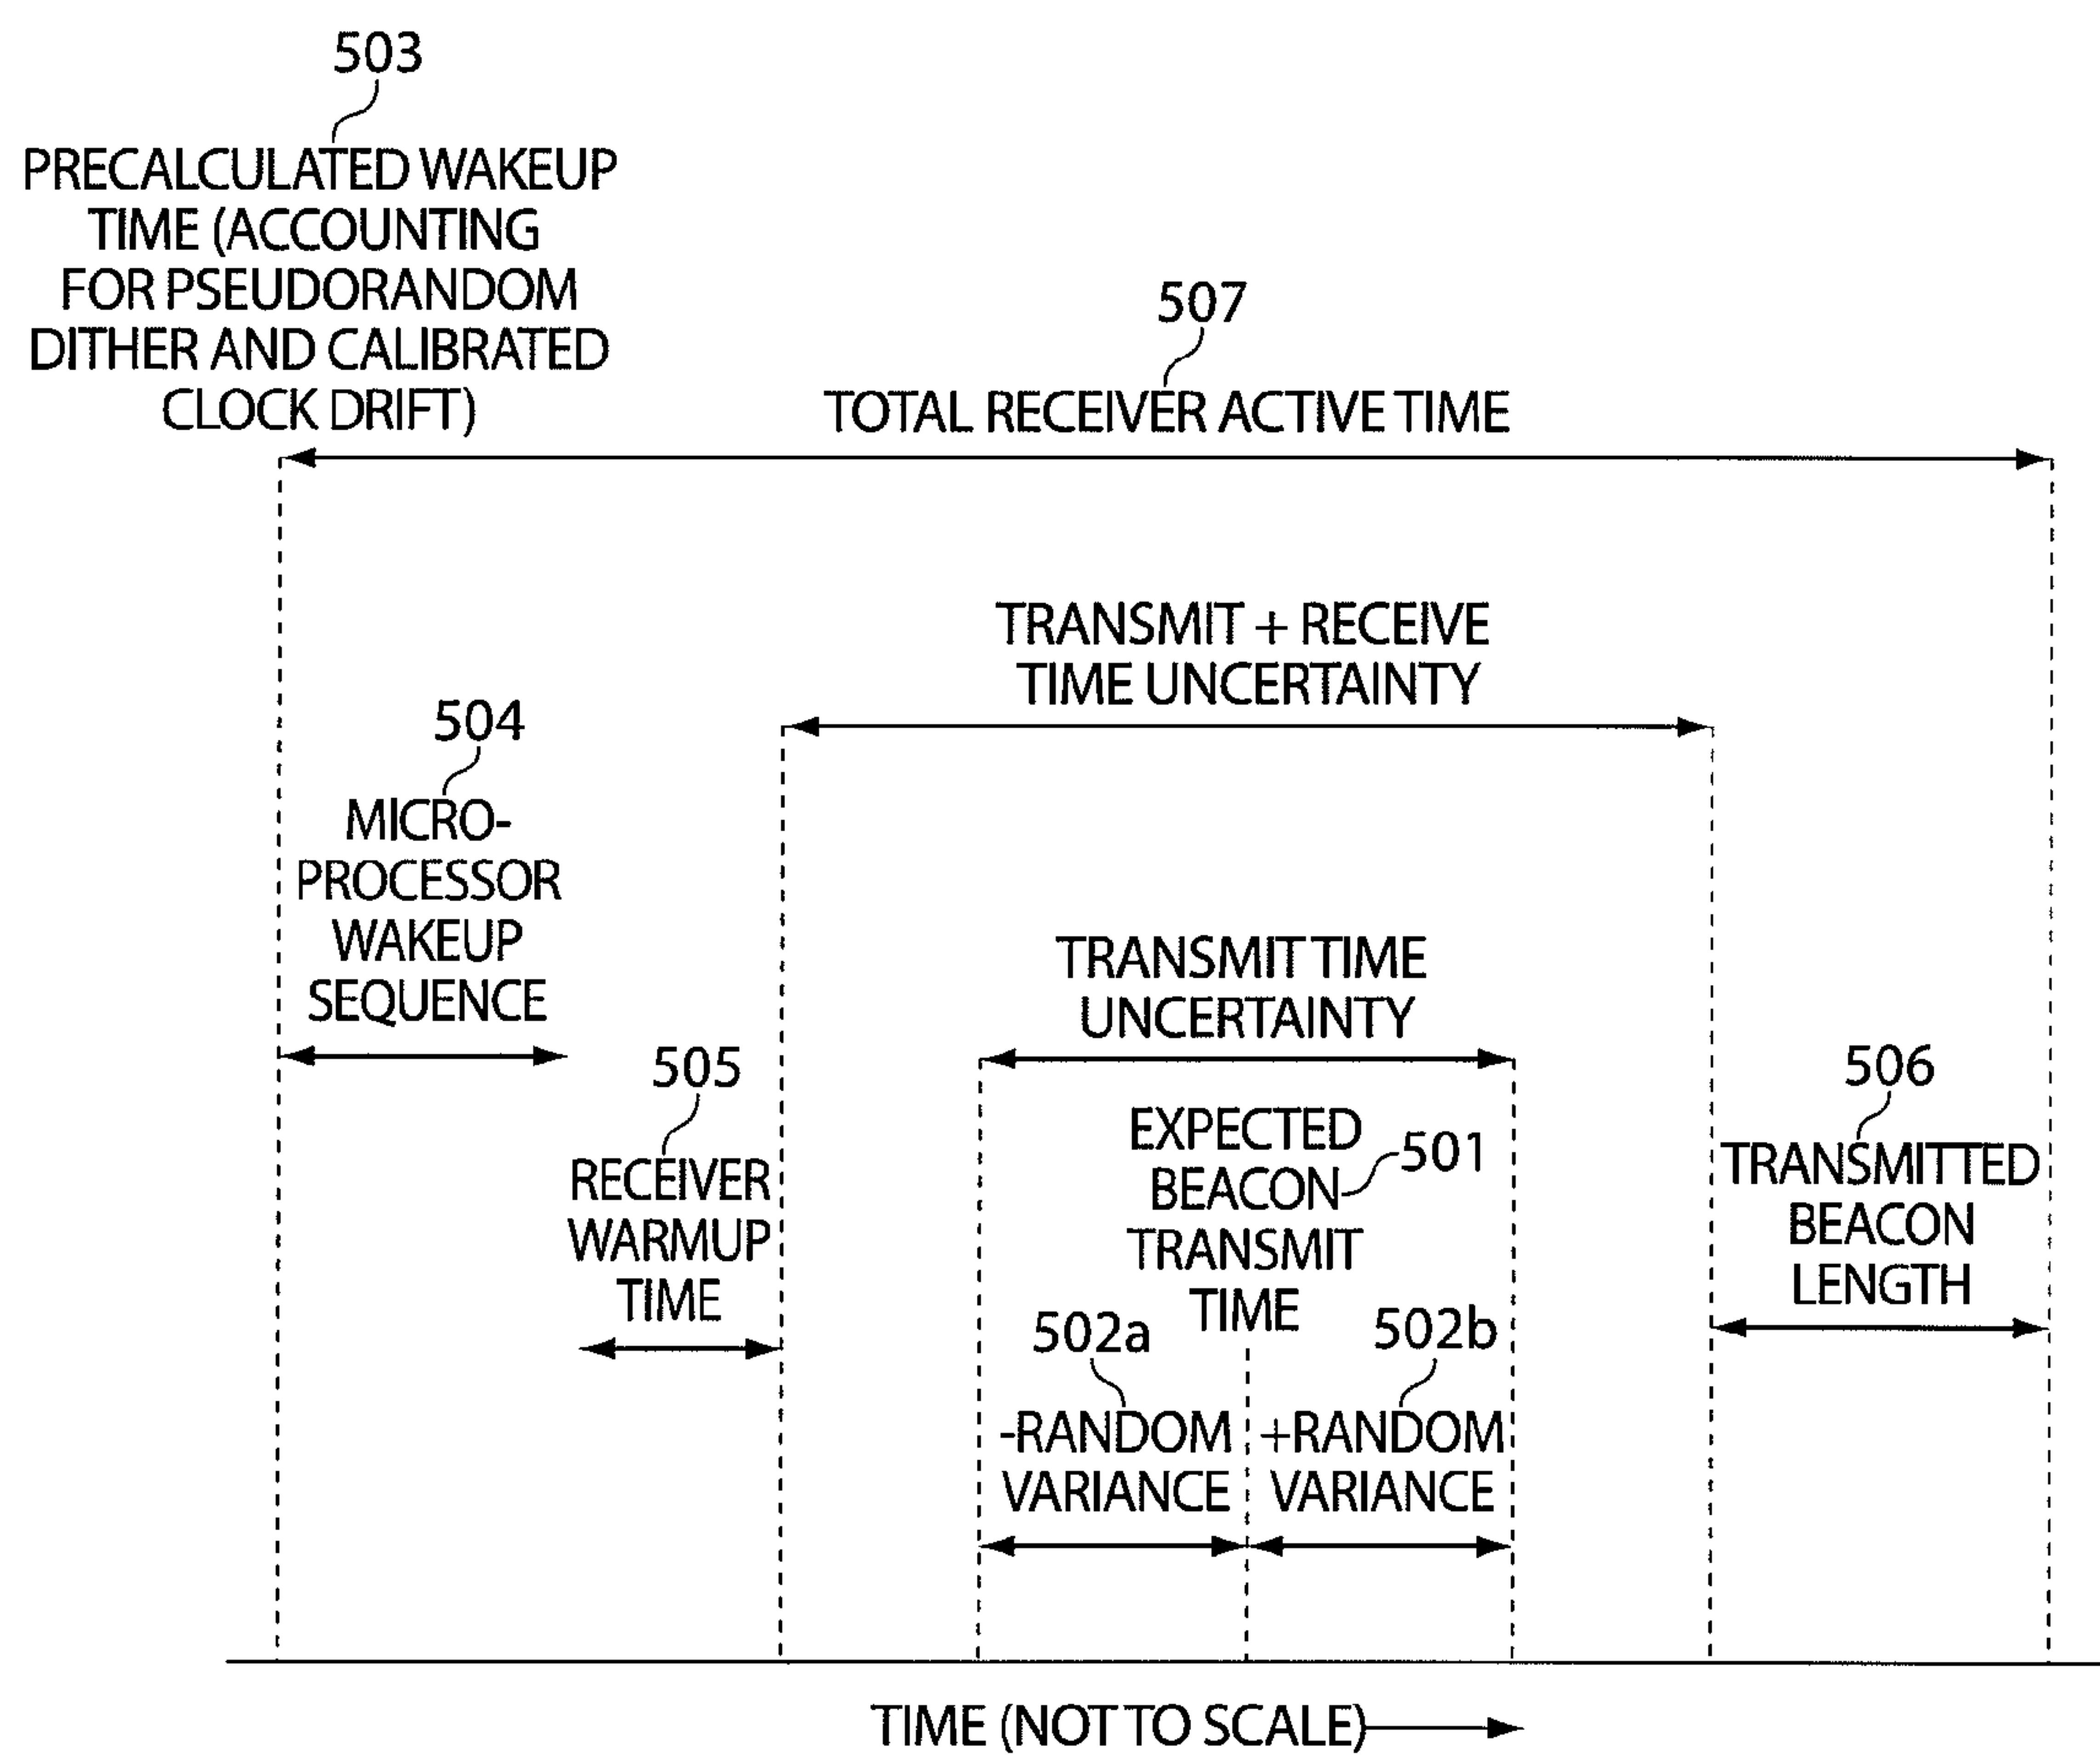 503
PRECALCULATED WAKEUP
TIME (ACCOUNTING
FOR PSEUDORANDOM
DITHER AND CALIBRATED
CLOCK DRIFT)
507
TOTAL RECEIVER ACTIVE TIME
TRANSMIT + RECEIVE
TIME UNCERTAINTY
504
MICRO-
PROCESSOR
WAKEUP
SEQUENCE
505
RECEIVER
WARMUP
TIME
TRANSMIT TIME
UNCERTAINTY
EXPECTED
BEACON
TRANSMIT
TIME
501
502a
-RANDOM
VARIANCE
502b
+RANDOM
VARIANCE
506
TRANSMITTED
BEACON
LENGTH
TIME (NOT TO SCALE)